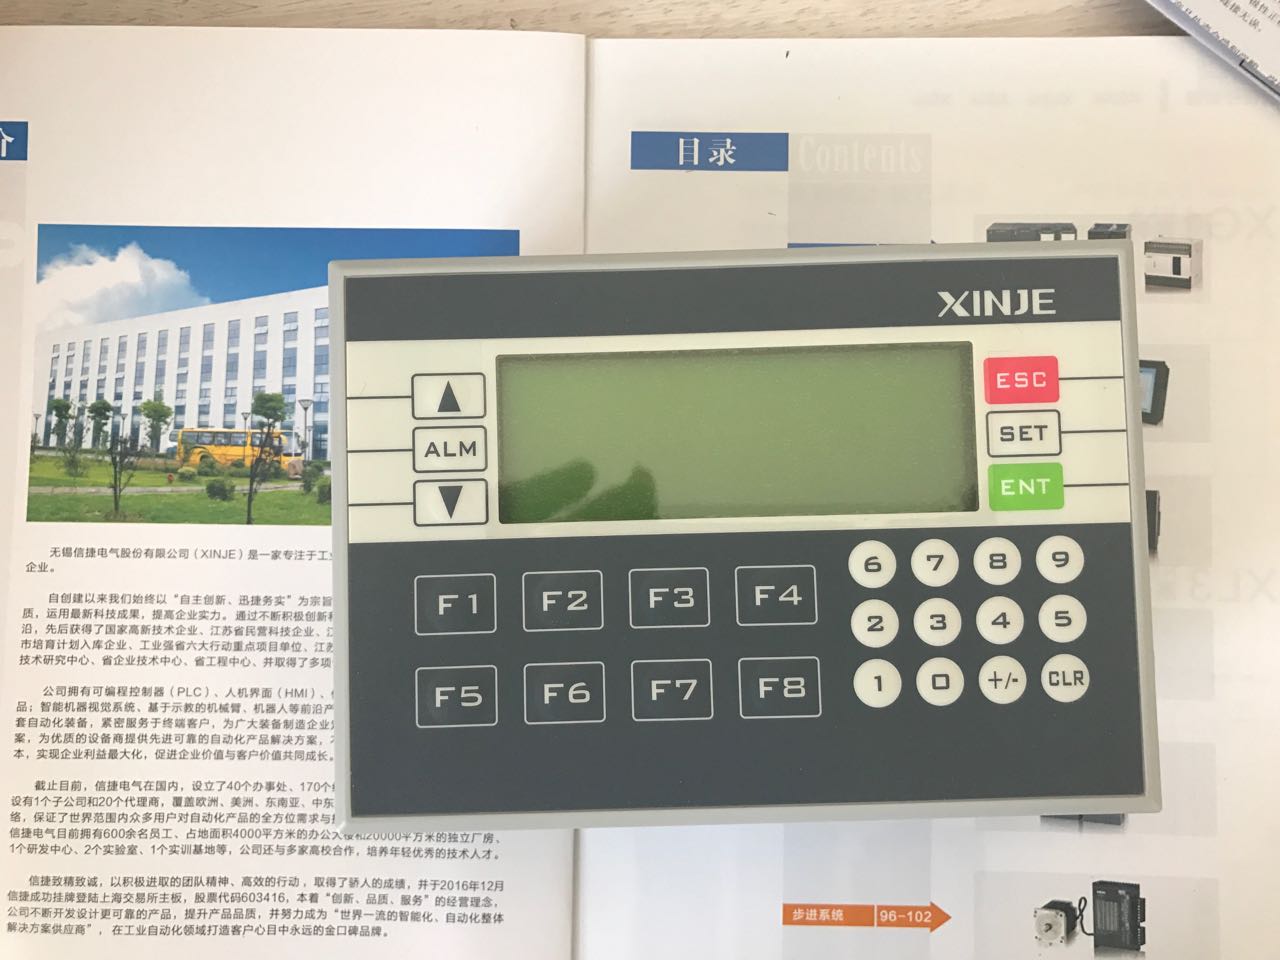 介
目录 Contents
XINJE
ESC
SET
ENT
ALM
F1 F2 F3 F4
F5 F6 F7 F8
6 7 8 9
2 3 4 5
1 0 +/- CLR
无锡信捷电气股份有限公司（XINJE）是一家专注于工
企业。
自创建以来我们始终以“自主创新、迅捷务实”为宗旨
质，运用最新科技成果，提高企业实力。通过不断积极创新
沿，先后获得了国家高新技术企业、江苏省民营科技企业、
市培育计划入库企业、工业强省六大行动重点项目单位、江
技术研究中心、省企业技术中心、省工程中心、并取得了多项
公司拥有可编程控制器（PLC）、人机界面（HMI）、
品；智能机器视觉系统、基于示教的机械臂、机器人等前沿产
套自动化装备，紧密服务于终端客户，为广大装备制造企业
案，为优质的设备商提供先进可靠的自动化产品解决方案，
本，实现企业利益最大化，促进企业价值与客户价值共同成长。
截止目前，信捷电气在国内，设立了40个办事处、170个
设有1个子公司和20个代理商，覆盖欧洲、美洲、东南亚、中东
络，保证了世界范围内众多用户对自动化产品的全方位需求与
信捷电气目前拥有600余名员工、占地面积4000平方米的办公大楼和20000平方米的独立厂房、
1个研发中心、2个实验室、1个实训基地等，公司还与多家高校合作，培养年轻优秀的技术人才。
信捷致精致诚，以积极进取的团队精神、高效的行动，取得了骄人的成绩，并于2016年12月
信捷成功挂牌登陆上海交易所主板，股票代码603416，本着“创新、品质、服务”的经营理念，
公司不断开发设计更可靠的产品，提升产品品质，并努力成为“世界一流的智能化、自动化整体
解决方案供应商”，在工业自动化领域打造客户心目中永远的金口碑品牌。
步进系统 96-102